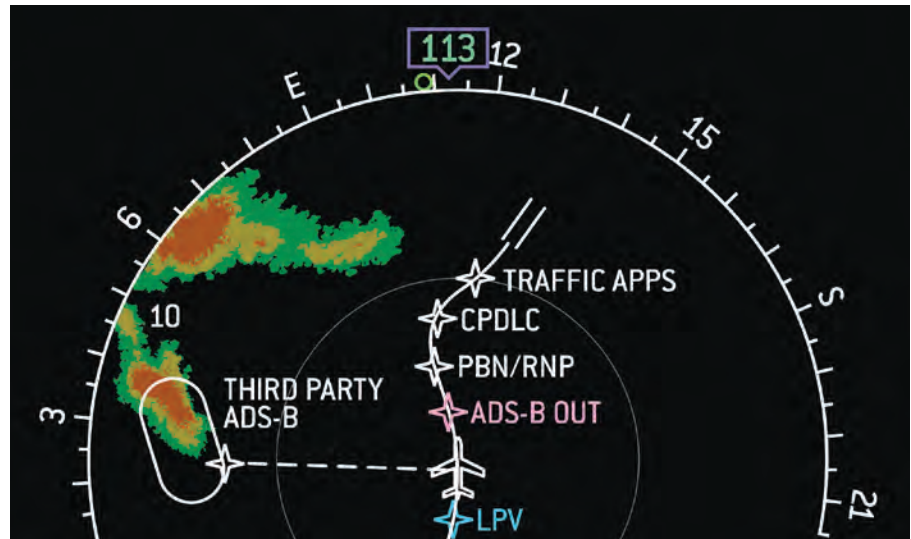 113
12
E
15
6
TRAFFIC APPS
S
10
CPDLC
PBN/RNP
THIRD PARTY
ADS-B
3
ADS-B OUT
21
LPV